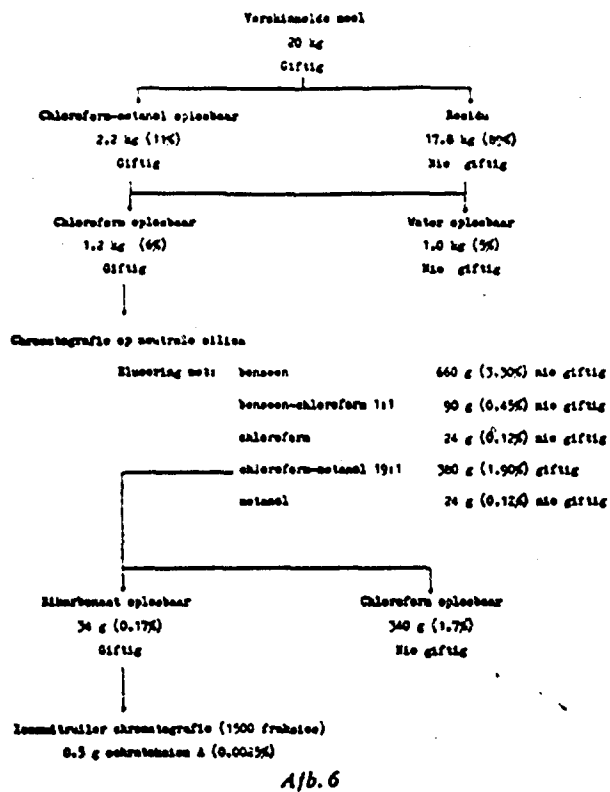 Verskimmelde meel
20 kg
Giftig
Chloroform-metanol oplosbaar
2.2 kg (11%)
Giftig
Residu
17.8 kg (89%)
Nie giftig
Chloroform oplosbaar
1.2 kg (6%)
Giftig
Water oplosbaar
1.0 kg (5%)
Nie giftig
Chromatografie op neutrale silika
Eluering met: benseen 660 g (3.30%) nie giftig
benseen-chloroform 1:1 90 g (0.45%) nie giftig
chloroform 24 g (0.12%) nie giftig
chloroform-metanol 19:1 380 g (1.90%) giftig
metanol 24 g (0.12%) nie giftig
Bikarbonaat oplosbaar
34 g (0.17%)
Giftig
Chloroform oplosbaar
340 g (1.7%)
Nie giftig
chromatografie (1500 fraksies)
0.5 g ochratoksien A (0.0025%)
Afb. 6